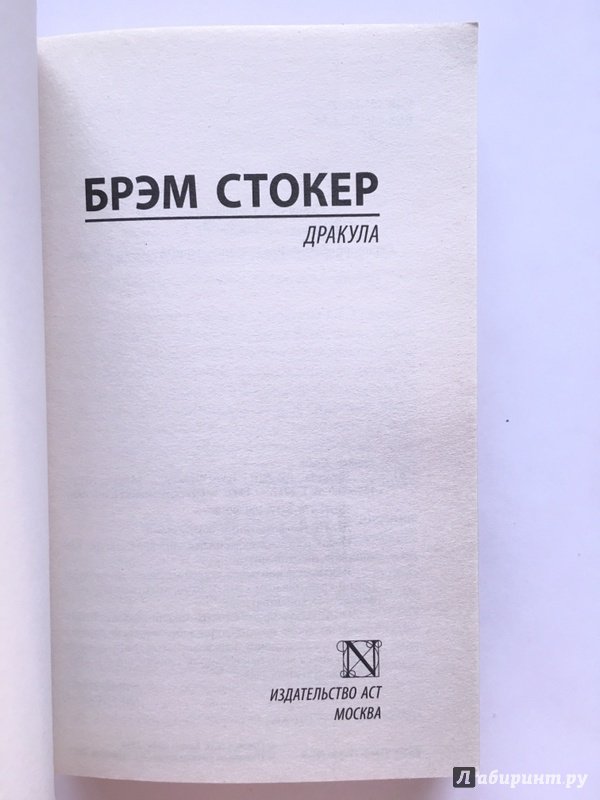 БРЭМ СТОКЕР
ДРАКУЛА
N
ИЗДАТЕЛЬСТВО АСТ
МОСКВА
Лабиринт.ру